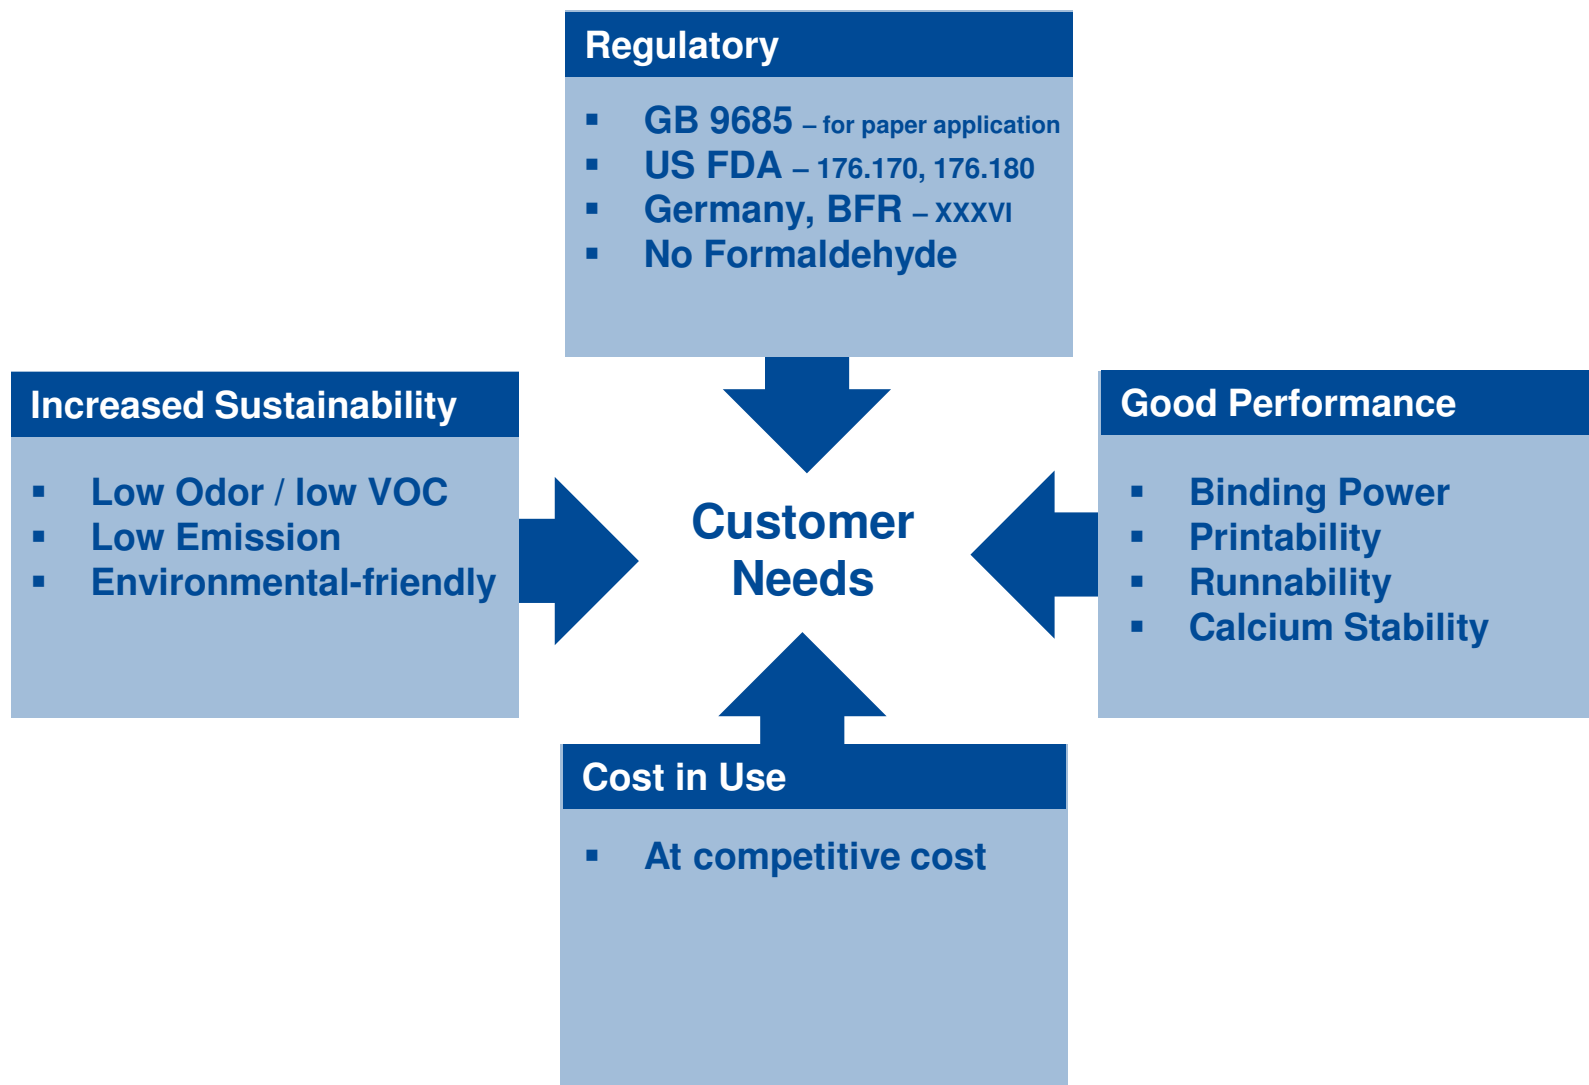 Regulatory
▪ GB 9685 – for paper application
▪ US FDA – 176.170, 176.180
▪ Germany, BFR – XXXVI
▪ No Formaldehyde
Increased Sustainability
▪ Low Odor / low VOC
▪ Low Emission
▪ Environmental-friendly
Customer
Needs
Good Performance
▪ Binding Power
▪ Printability
▪ Runnability
▪ Calcium Stability
Cost in Use
▪ At competitive cost